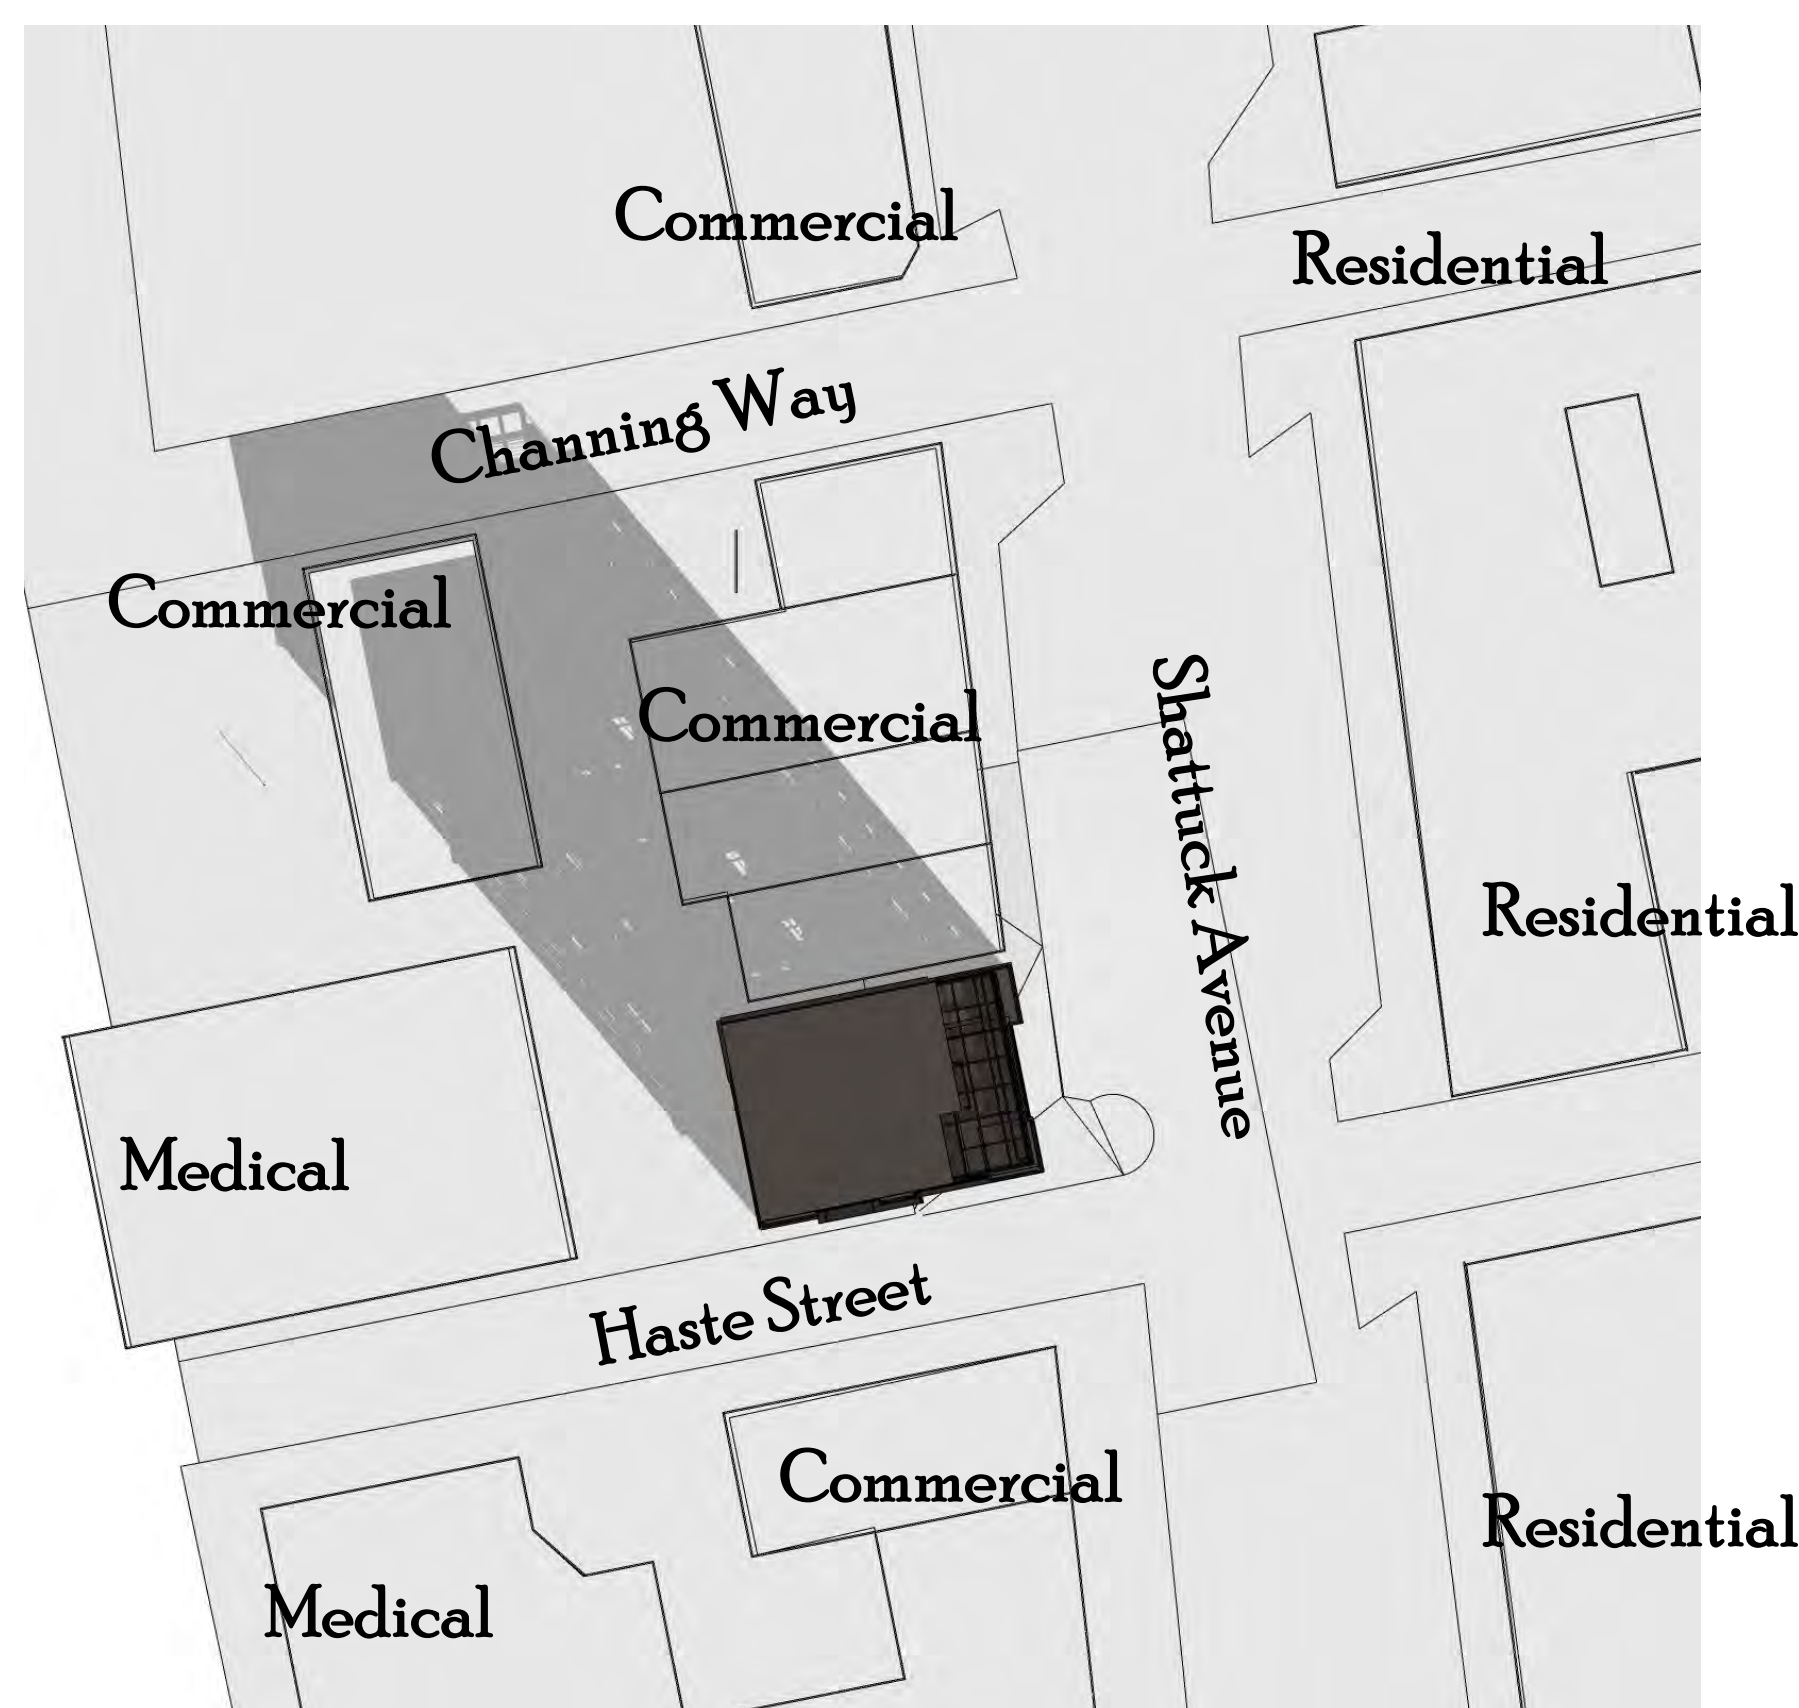 Commercial
Residential
Channing Way
Commercial
Commercial
Shattuck Avenue
Residential
Medical
Haste Street
Commercial
Residential
Medical